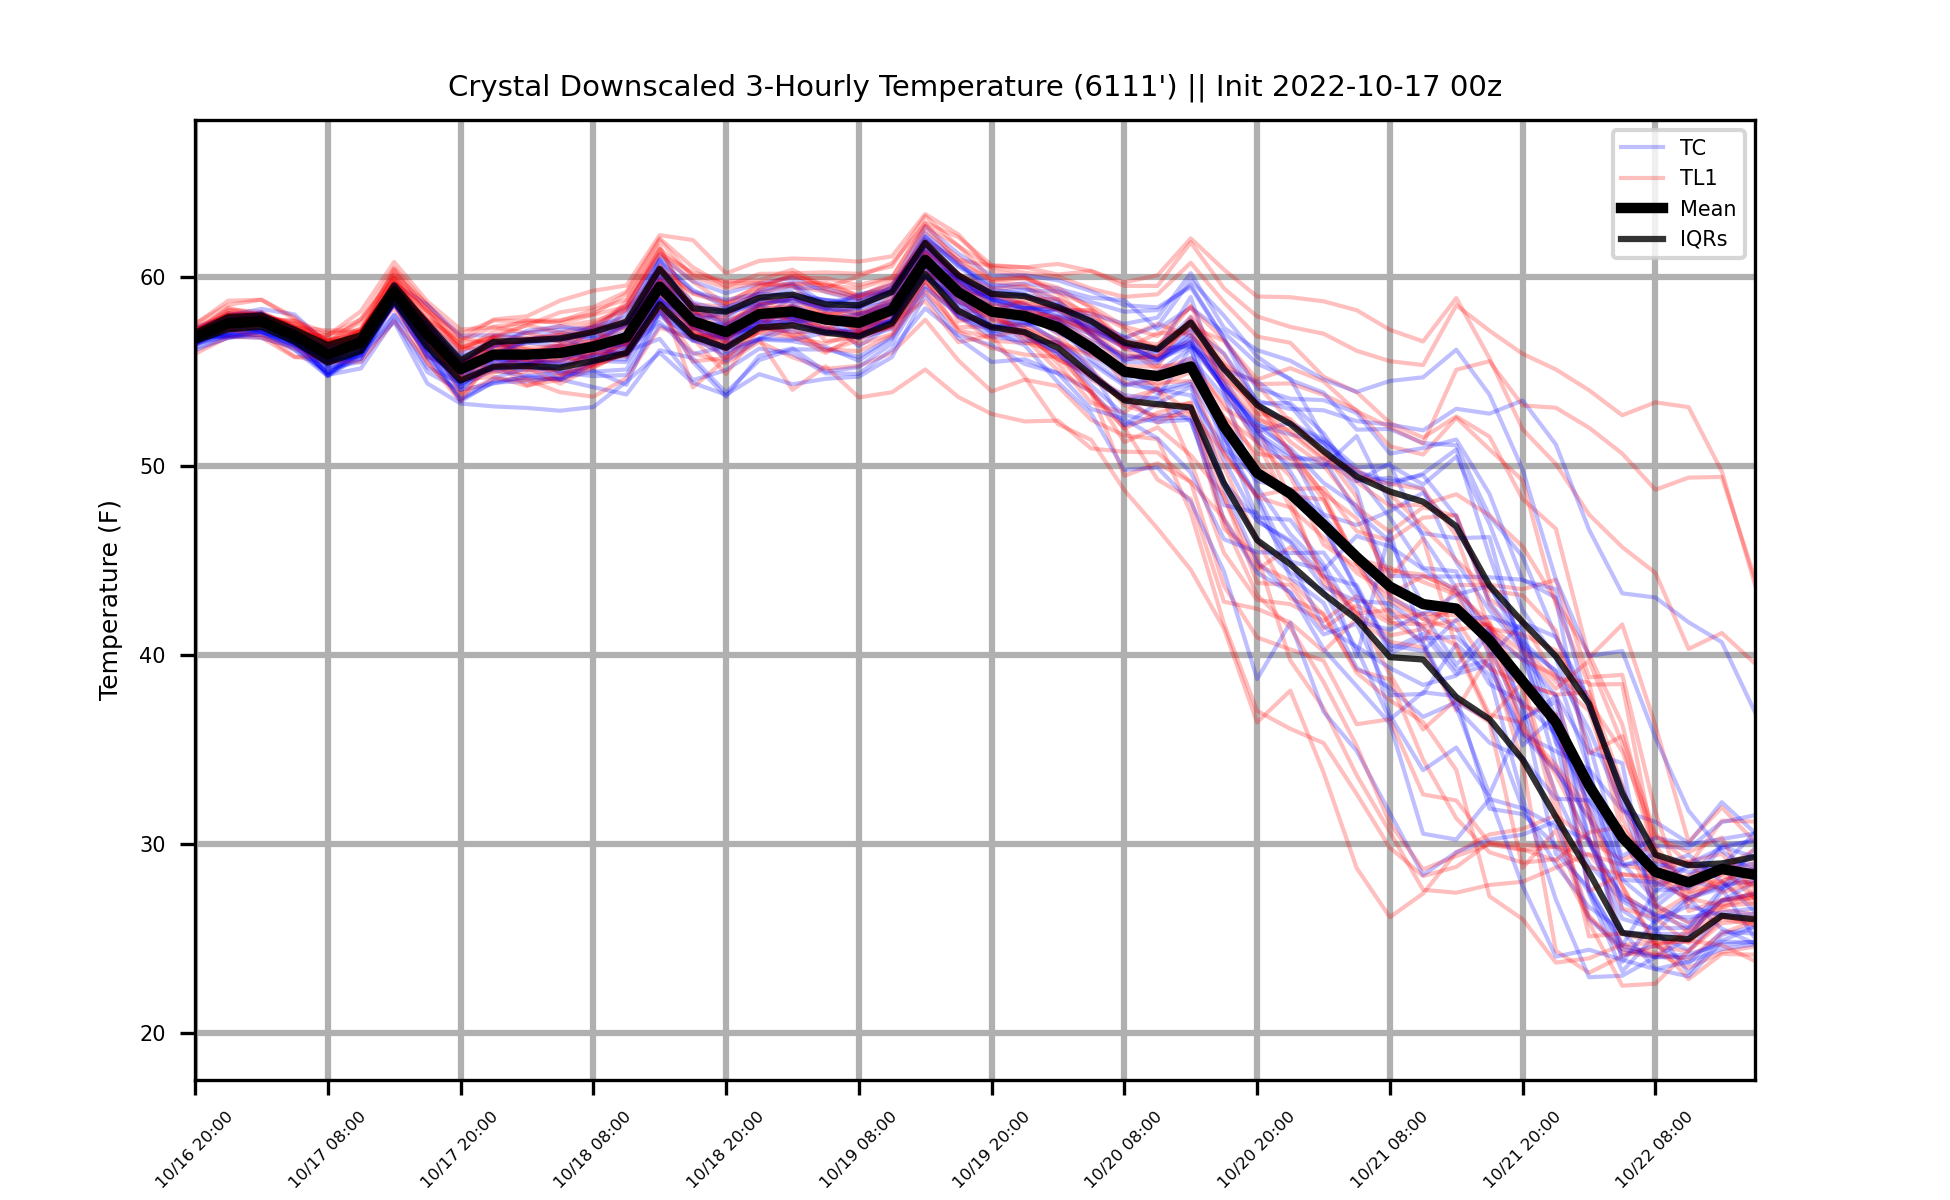 Crystal Downscaled 3-Hourly Temperature (6111') || Init 2022-10-17 00z
TC
TL1
Mean
IQRs
Temperature (F)
60
50
40
30
20
10/16 20:00
10/17 08:00
10/17 20:00
10/18 08:00
10/18 20:00
10/19 08:00
10/19 20:00
10/20 08:00
10/20 20:00
10/21 08:00
10/21 20:00
10/22 08:00